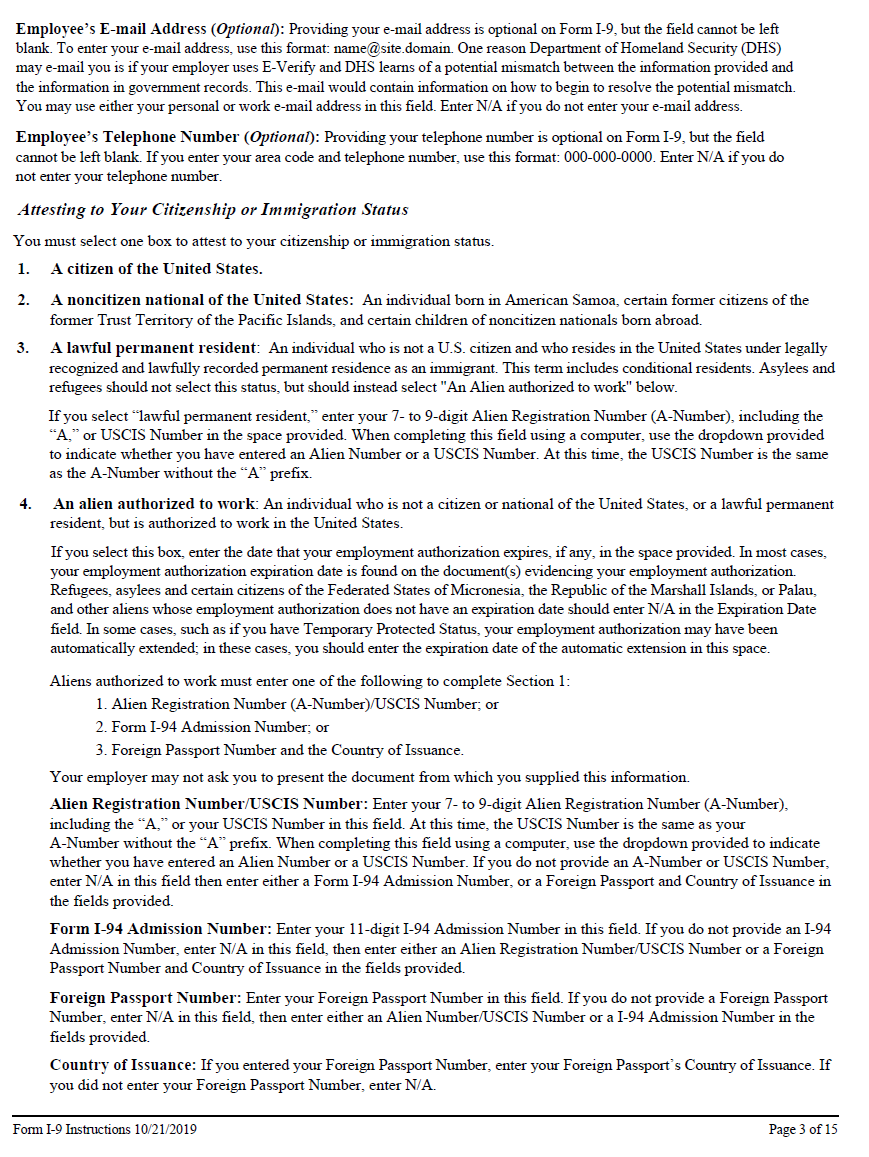 Employee's E-mail Address (Optional): Providing your e-mail address is optional on Form I-9, but the field cannot be left
blank. To enter your e-mail address, use this format: name@site.domain. One reason Department of Homeland Security (DHS)
may e-mail you is if your employer uses E-Verify and DHS learns of a potential mismatch between the information provided and
the information in government records. This e-mail would contain information on how to begin to resolve the potential mismatch.
You may use either your personal or work e-mail address in this field. Enter N/A if you do not enter your e-mail address.
Employee's Telephone Number (Optional): Providing your telephone number is optional on Form I-9, but the field
cannot be left blank. If you enter your area code and telephone number, use this format: 000-000-0000. Enter N/A if you do
not enter your telephone number.
Attesting to Your Citizenship or Immigration Status
You must select one box to attest to your citizenship or immigration status.
1. A citizen of the United States.
2. A noncitizen national of the United States: An individual born in American Samoa, certain former citizens of the
former Trust Territory of the Pacific Islands, and certain children of noncitizen nationals born abroad.
3. A lawful permanent resident: An individual who is not a U.S. citizen and who resides in the United States under legally
recognized and lawfully recorded permanent residence as an immigrant. This term includes conditional residents. Asylees and
refugees should not select this status, but should instead select "An Alien authorized to work" below.
If you select “lawful permanent resident,” enter your 7- to 9-digit Alien Registration Number (A-Number), including the
“A,” or USCIS Number in the space provided. When completing this field using a computer, use the dropdown provided
to indicate whether you have entered an Alien Number or a USCIS Number. At this time, the USCIS Number is the same
as the A-Number without the “A” prefix.
4. An alien authorized to work: An individual who is not a citizen or national of the United States, or a lawful permanent
resident, but is authorized to work in the United States.
If you select this box, enter the date that your employment authorization expires, if any, in the space provided. In most cases,
your employment authorization expiration date is found on the document(s) evidencing your employment authorization.
Refugees, asylees and certain citizens of the Federated States of Micronesia, the Republic of the Marshall Islands, or Palau,
and other aliens whose employment authorization does not have an expiration date should enter N/A in the Expiration Date
field. In some cases, such as if you have Temporary Protected Status, your employment authorization may have been
automatically extended; in these cases, you should enter the expiration date of the automatic extension in this space.
Aliens authorized to work must enter one of the following to complete Section 1:
1. Alien Registration Number (A-Number)/USCIS Number; or
2. Form I-94 Admission Number; or
3. Foreign Passport Number and the Country of Issuance.
Your employer may not ask you to present the document from which you supplied this information.
Alien Registration Number/USCIS Number: Enter your 7- to 9-digit Alien Registration Number (A-Number),
including the “A,” or your USCIS Number in this field. At this time, the USCIS Number is the same as your
A-Number without the “A” prefix. When completing this field using a computer, use the dropdown provided to indicate
whether you have entered an Alien Number or a USCIS Number. If you do not provide an A-Number or USCIS Number,
enter N/A in this field then enter either a Form I-94 Admission Number, or a Foreign Passport and Country of Issuance in
the fields provided.
Form I-94 Admission Number: Enter your 11-digit I-94 Admission Number in this field. If you do not provide an I-94
Admission Number, enter N/A in this field, then enter either an Alien Registration Number/USCIS Number or a Foreign
Passport Number and Country of Issuance in the fields provided.
Foreign Passport Number: Enter your Foreign Passport Number in this field. If you do not provide a Foreign Passport
Number, enter N/A in this field, then enter either an Alien Number/USCIS Number or a I-94 Admission Number in the
fields provided.
Country of Issuance: If you entered your Foreign Passport Number, enter your Foreign Passport's Country of Issuance. If
you did not enter your Foreign Passport Number, enter N/A.
Form I-9 Instructions 10/21/2019 Page 3 of 15